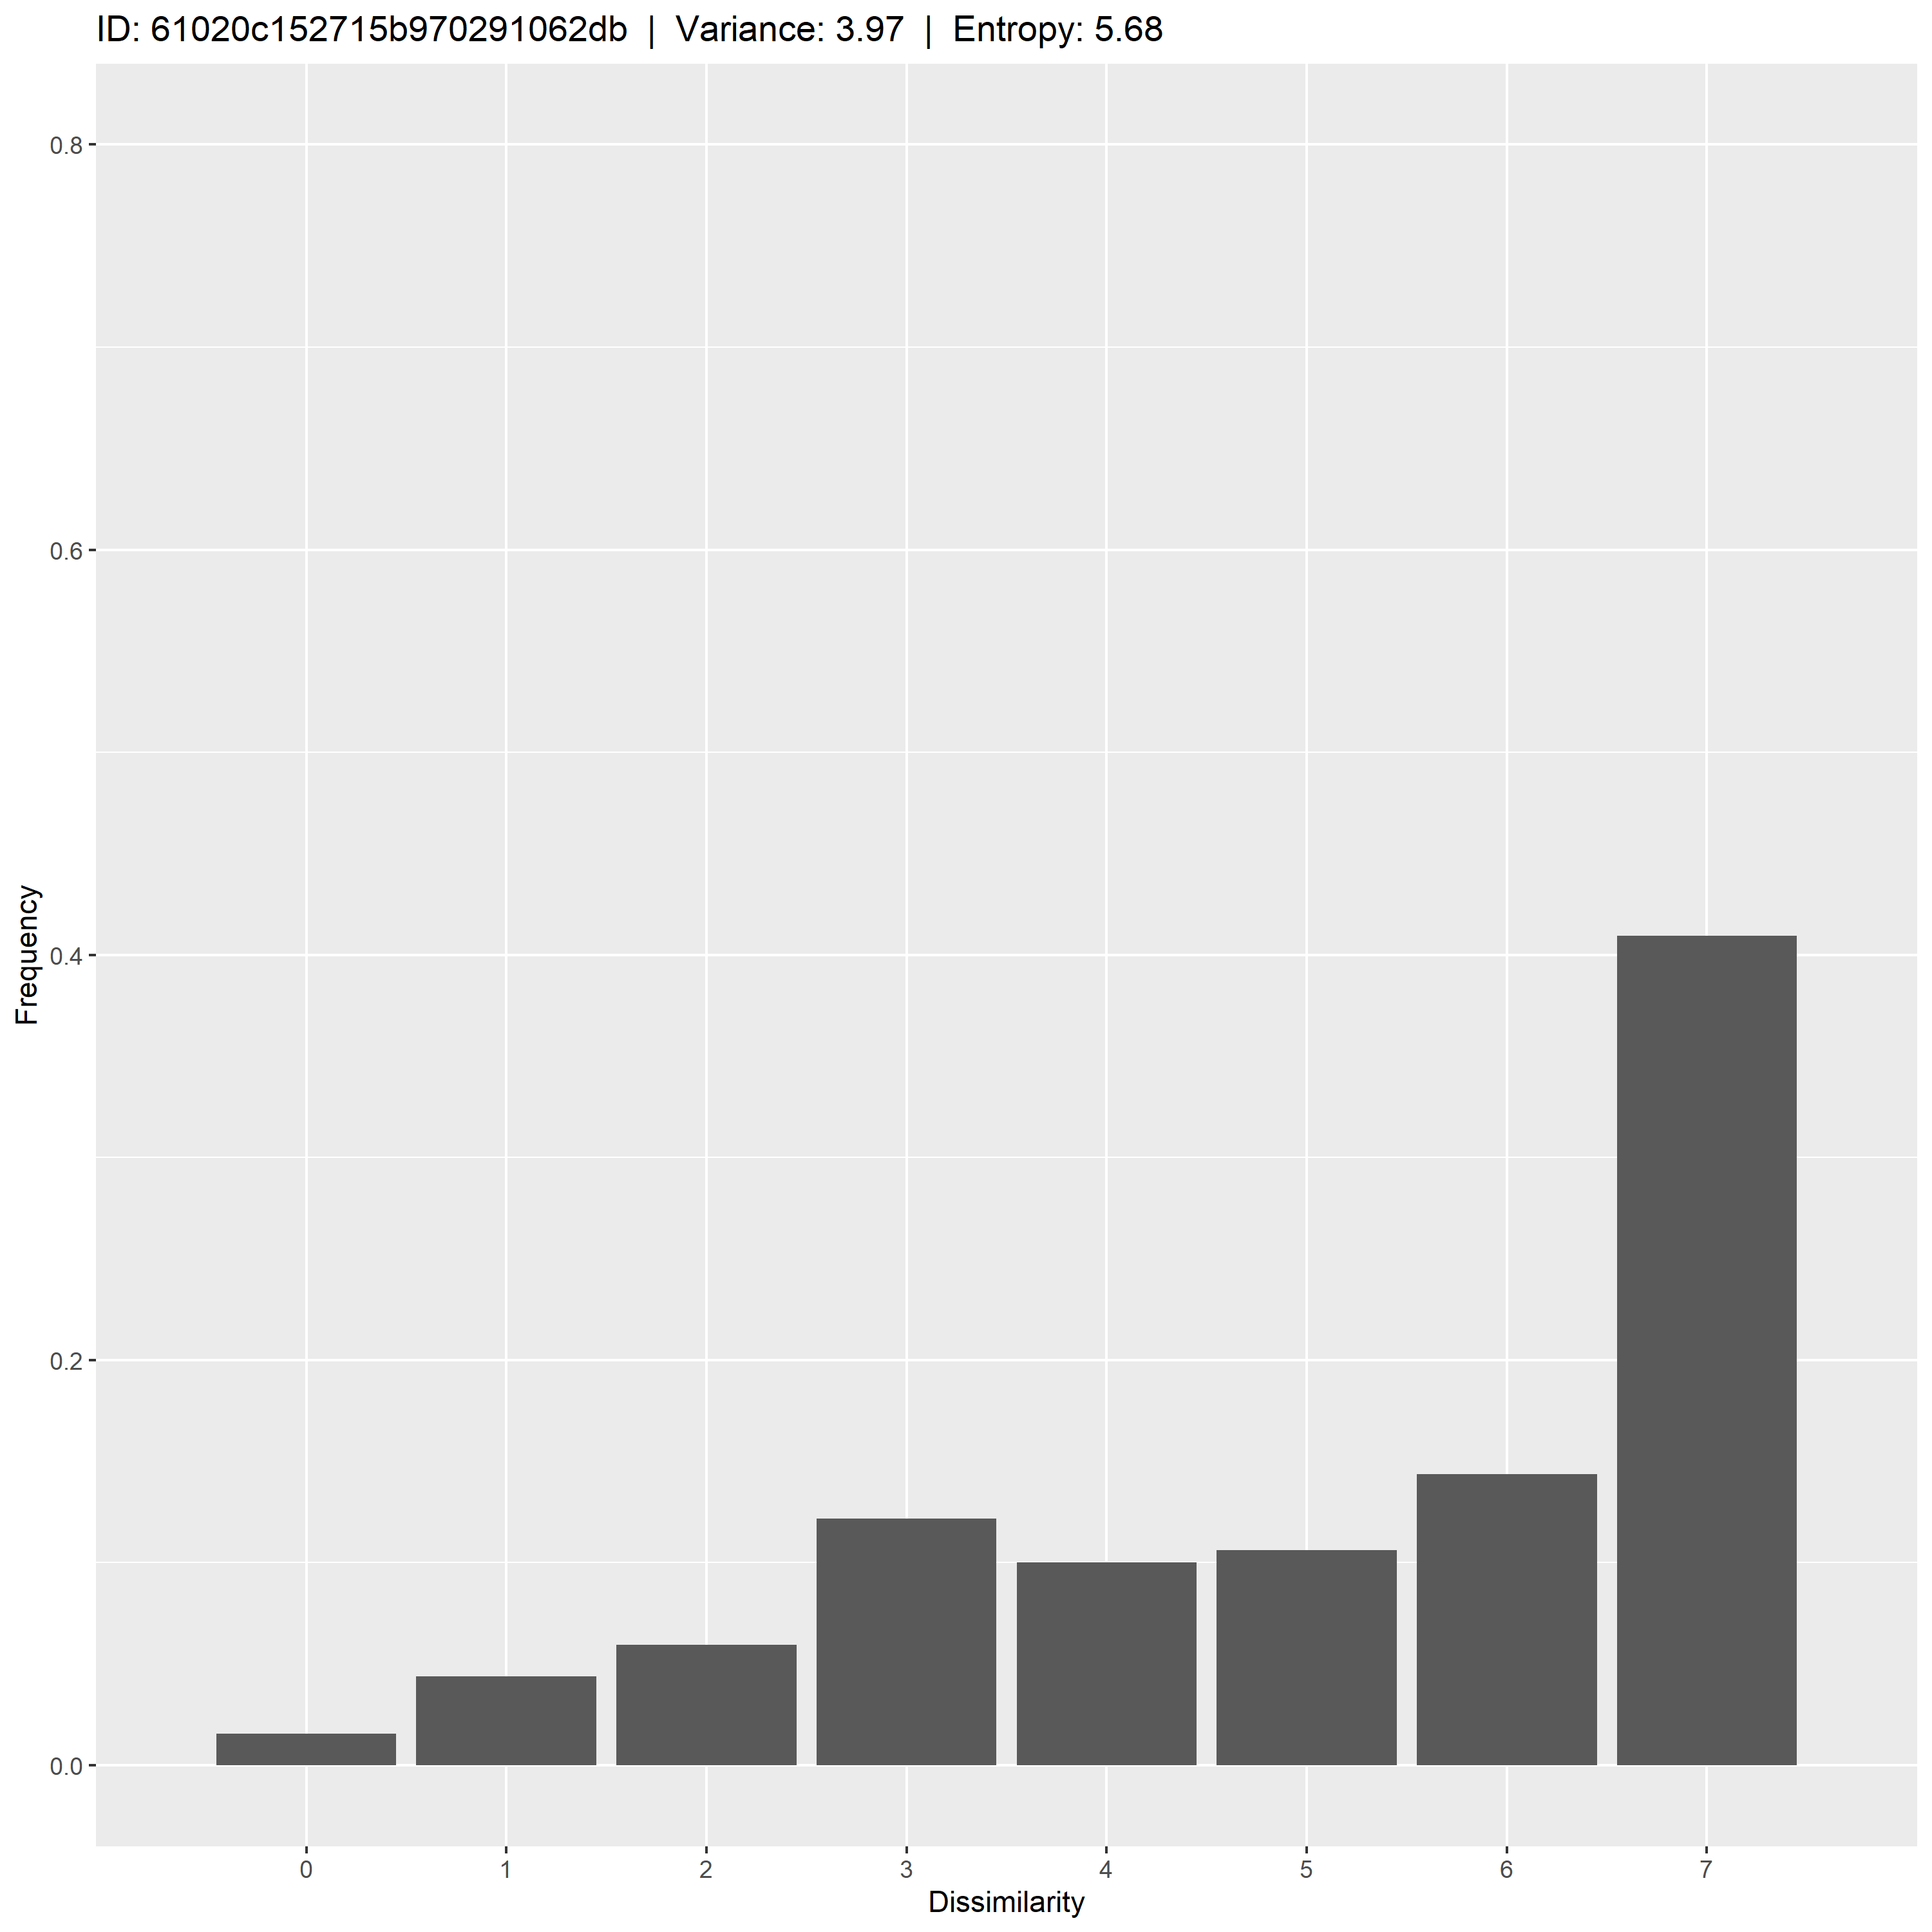 ID: 61020c152715b970291062db | Variance: 3.97 | Entropy: 5.68
0.8
0.6
0.4
0.2
0.0
Frequency
0 1 2 3 4 5 6 7
Dissimilarity